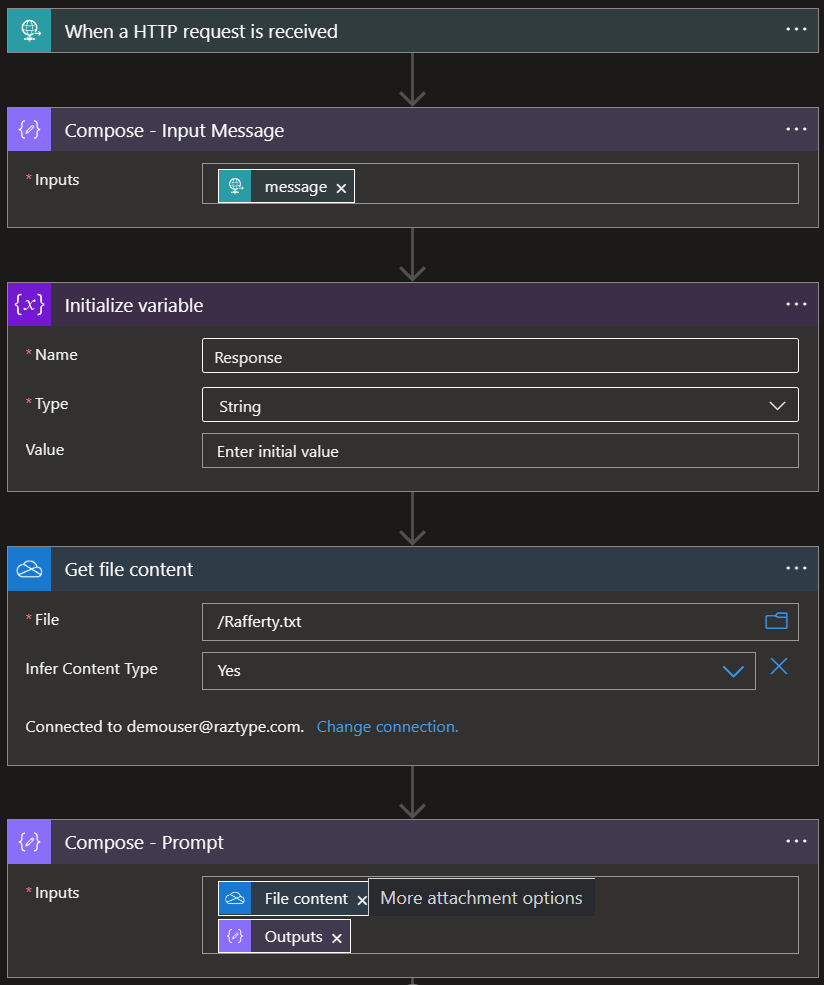 When a HTTP request is received
Compose - Input Message
* Inputs
message
Initialize variable
* Name
Response
* Type
String
Value
Enter initial value
Get file content
* File
/Rafferty.txt
Infer Content Type
Yes
Connected to demouser@raztype.com. Change connection.
Compose - Prompt
* Inputs
File content
More attachment options
Outputs